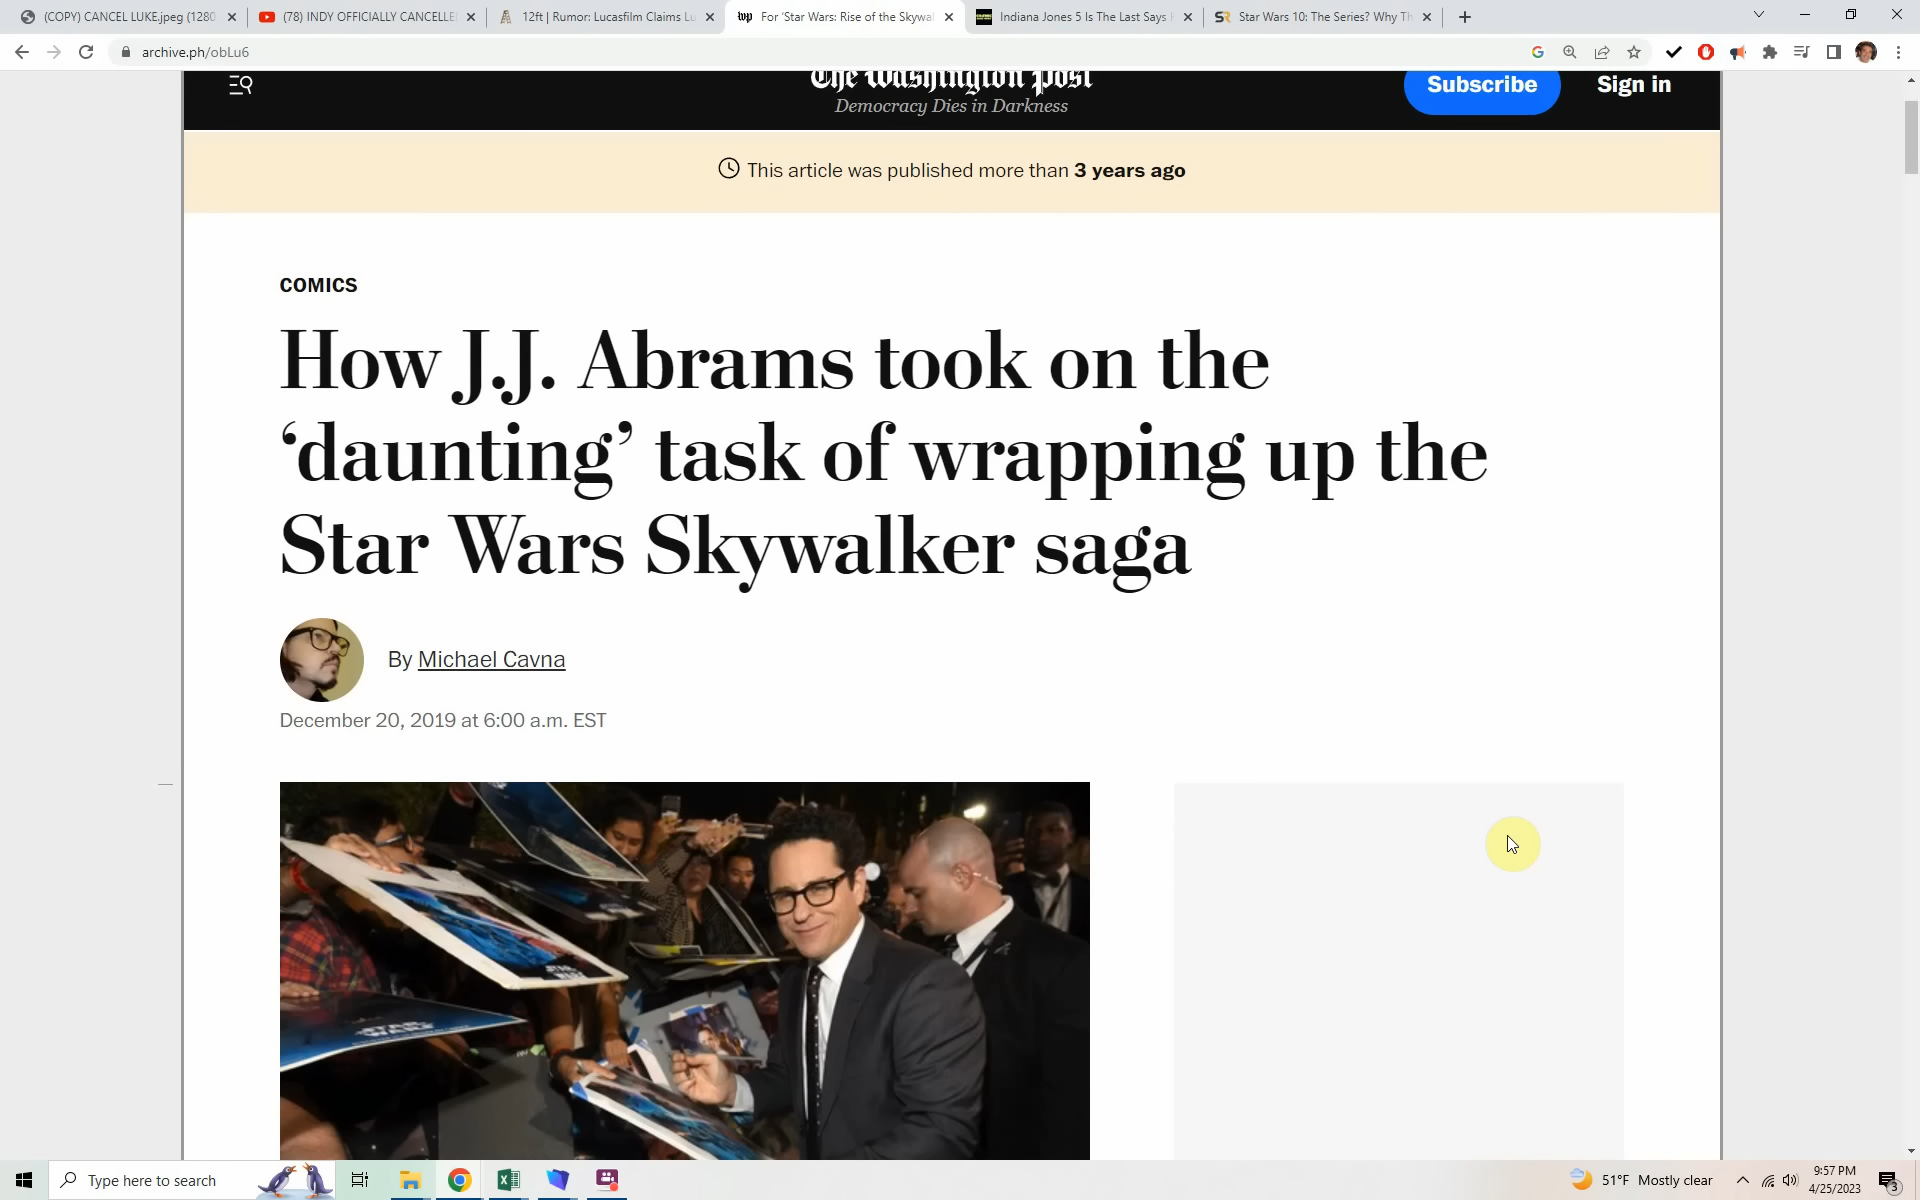 (COPY) CANCEL LUKE.jpeg (1280
(78) INDY OFFICIALLY CANCELLE
12ft | Rumor: Lucasfilm Claims Lu
For 'Star Wars: Rise of the Skywal
Indiana Jones 5 Is The Last Says
Star Wars 10: The Series? Why Th
archive.ph/obLu6
The Washington Post
Democracy Dies in Darkness
Subscribe
Sign in
This article was published more than 3 years ago
COMICS
How J.J. Abrams took on the
‘daunting’ task of wrapping up the
Star Wars Skywalker saga
By Michael Cavna
December 20, 2019 at 6:00 a.m. EST
STAR WARS
Type here to search
51°F Mostly clear
9:57 PM
4/25/2023
3